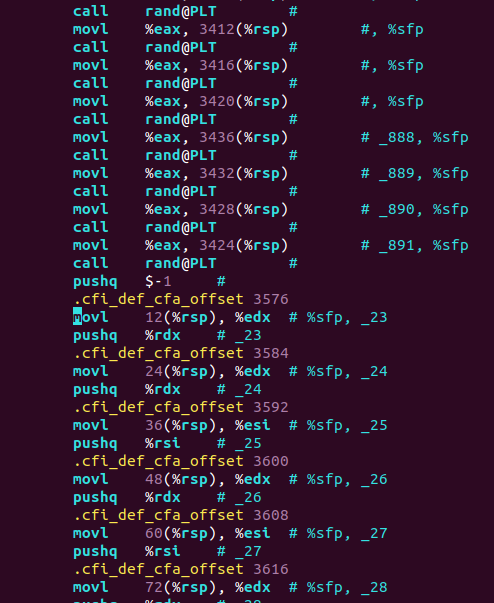 call rand@PLT #
movl %eax, 3412(%rsp) #, %sfp
call rand@PLT #
movl %eax, 3416(%rsp) #, %sfp
call rand@PLT #
movl %eax, 3420(%rsp) #, %sfp
call rand@PLT #
movl %eax, 3436(%rsp) # _888, %sfp
call rand@PLT #
movl %eax, 3432(%rsp) # _889, %sfp
call rand@PLT #
movl %eax, 3428(%rsp) # _890, %sfp
call rand@PLT #
movl %eax, 3424(%rsp) # _891, %sfp
call rand@PLT #
pushq $-1 #
.cfi_def_cfa_offset 3576
movl 12(%rsp), %edx # %sfp, _23
pushq %rdx # _23
.cfi_def_cfa_offset 3584
movl 24(%rsp), %edx # %sfp, _24
pushq %rdx # _24
.cfi_def_cfa_offset 3592
movl 36(%rsp), %esi # %sfp, _25
pushq %rsi # _25
.cfi_def_cfa_offset 3600
movl 48(%rsp), %edx # %sfp, _26
pushq %rdx # _26
.cfi_def_cfa_offset 3608
movl 60(%rsp), %esi # %sfp, _27
pushq %rsi # _27
.cfi_def_cfa_offset 3616
movl 72(%rsp), %edx # %sfp, _28